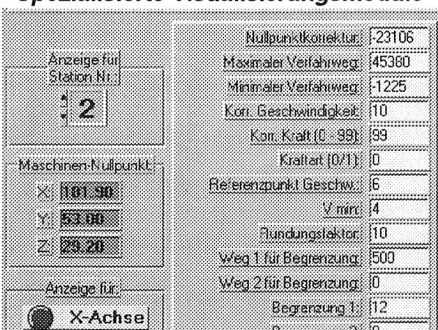 Spezialisierte Visualisierungsmodule
Anzeige für
Station Nr.:
2
Maschinen-Nullpunkt:
X: 181.90
Y: 53.00
Z: 29.20
Anzeige für:
X-Achse
Nullpunktkorrektur: -23106
Maximaler Verfahrweg: 45380
Minimaler Verfahrweg: -1225
Korr. Geschwindigkeit: 10
Korr. Kraft (0 - 99): 99
Kraftart (0/1): 0
Referenzpunkt Geschw.: 6
V min: 4
Rundungsfaktor: 10
Weg 1 für Begrenzung: 500
Weg 2 für Begrenzung: 0
Begrenzung 1: 12